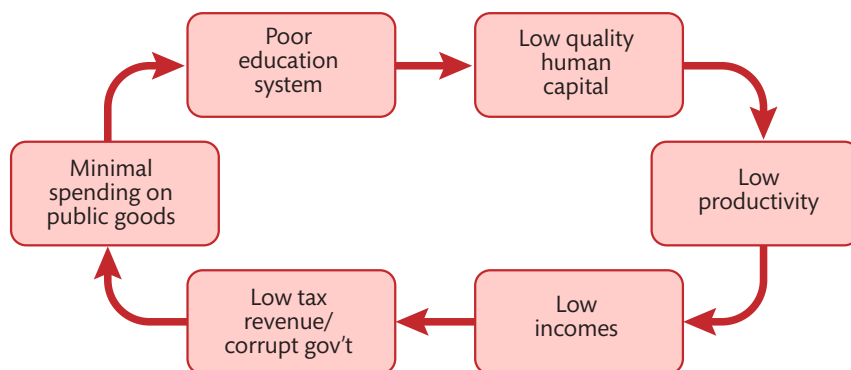 Poor
education
system
Low quality
human
capital
Low
productivity
Low
incomes
Low tax
revenue/
corrupt gov’t
Minimal
spending on
public goods